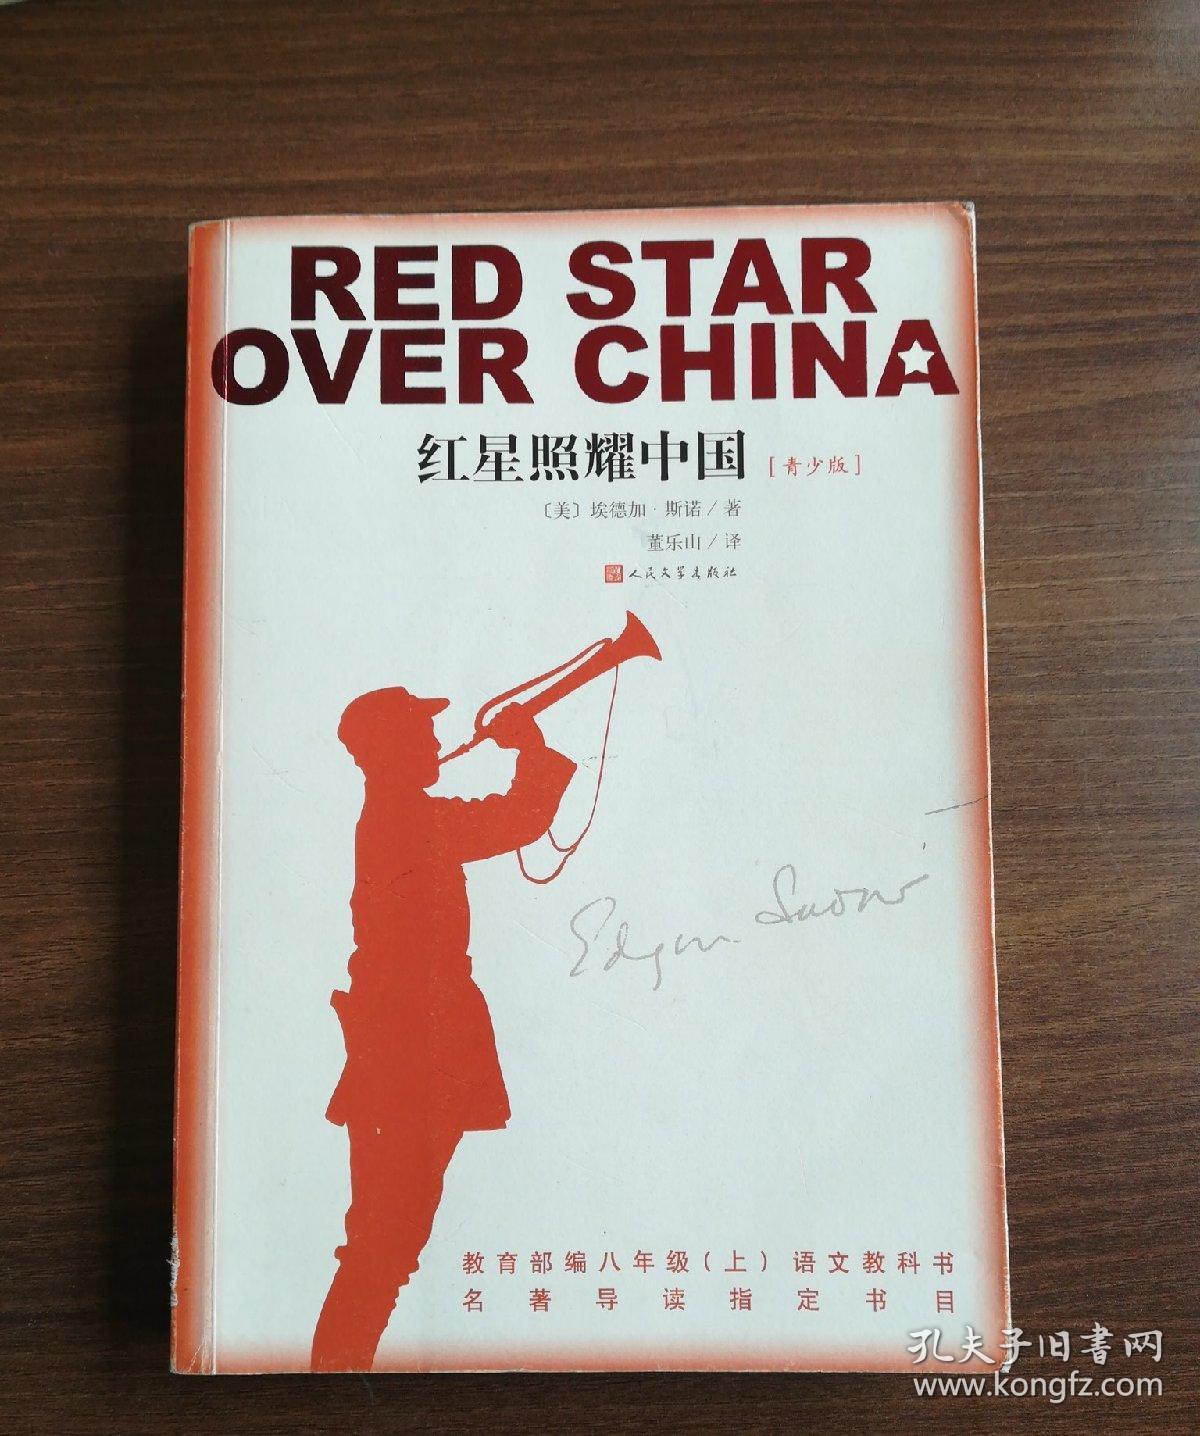 RED STAR
OVER CHINA
红星照耀中国 [青少版]
〔美〕埃德加·斯诺/著
董乐山/译
人民文学出版社
Edgar Snow
教育部编八年级(上)语文教科书
名著导读指定书目
孔夫子旧书网
www.kongfz.com